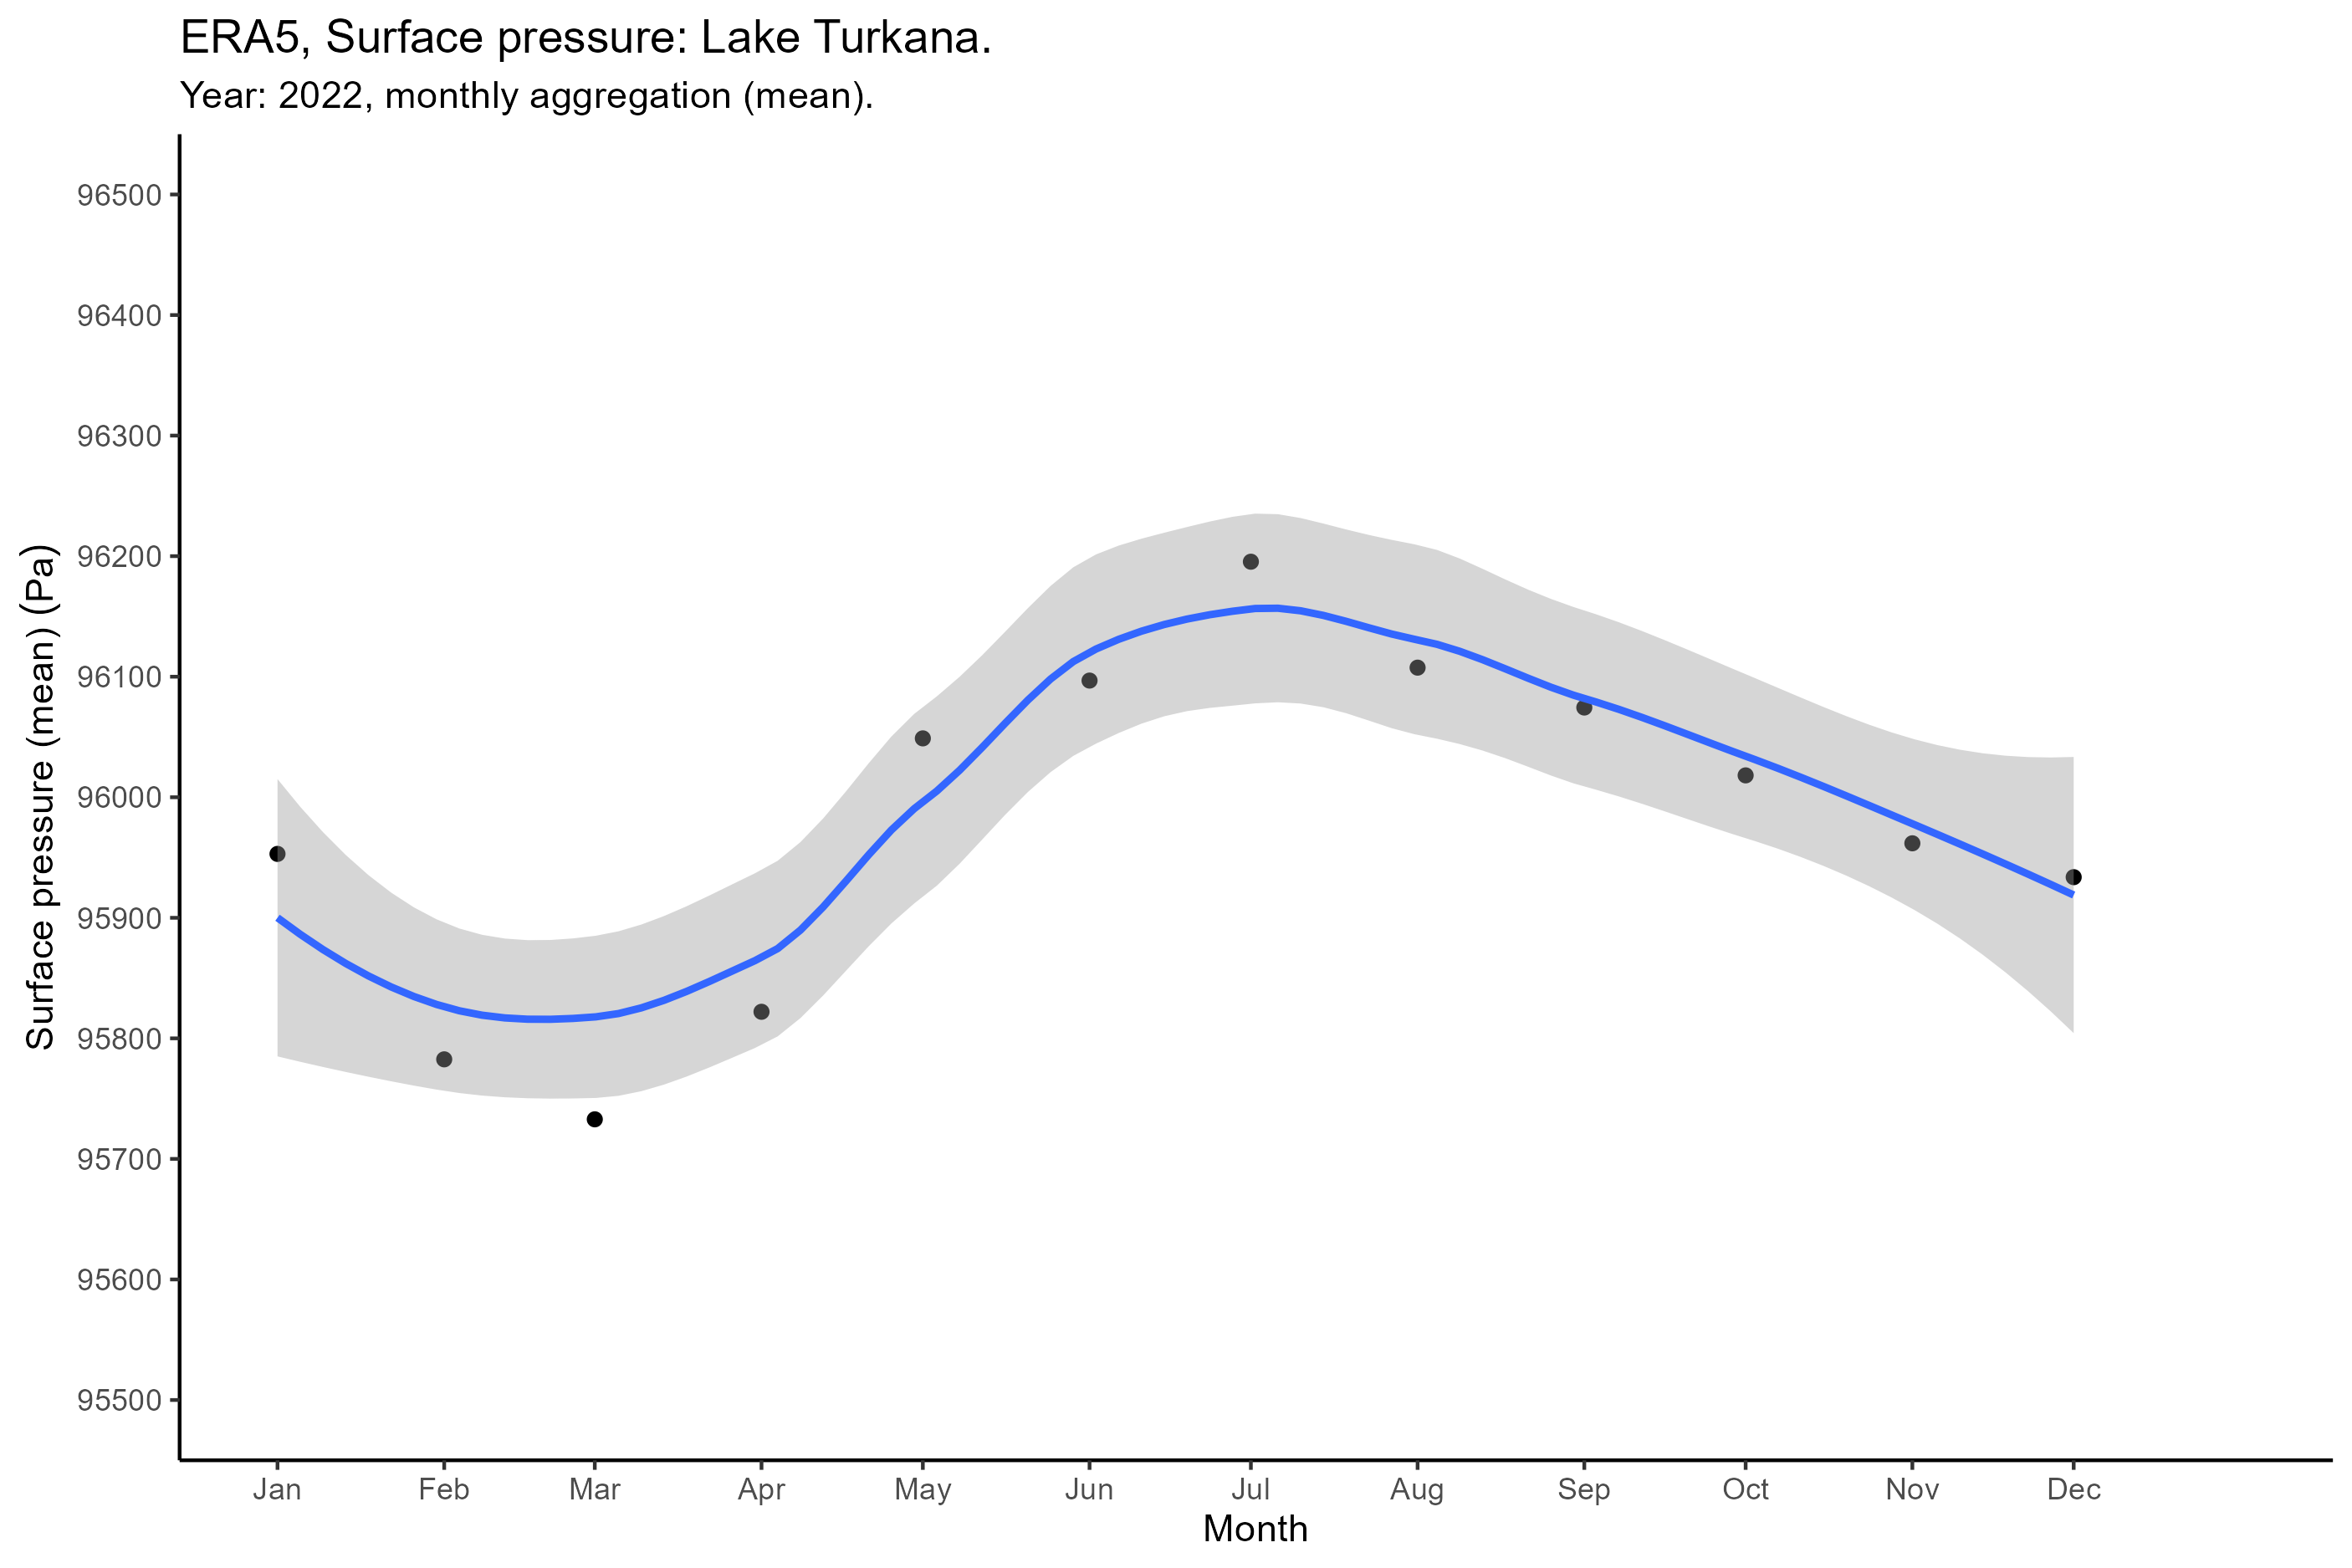 ERA5, Surface pressure: Lake Turkana.
Year: 2022, monthly aggregation (mean).
Surface pressure (mean) (Pa)
96500
96400
96300
96200
96100
96000
95900
95800
95700
95600
95500
Jan Feb Mar Apr May Jun Jul Aug Sep Oct Nov Dec
Month